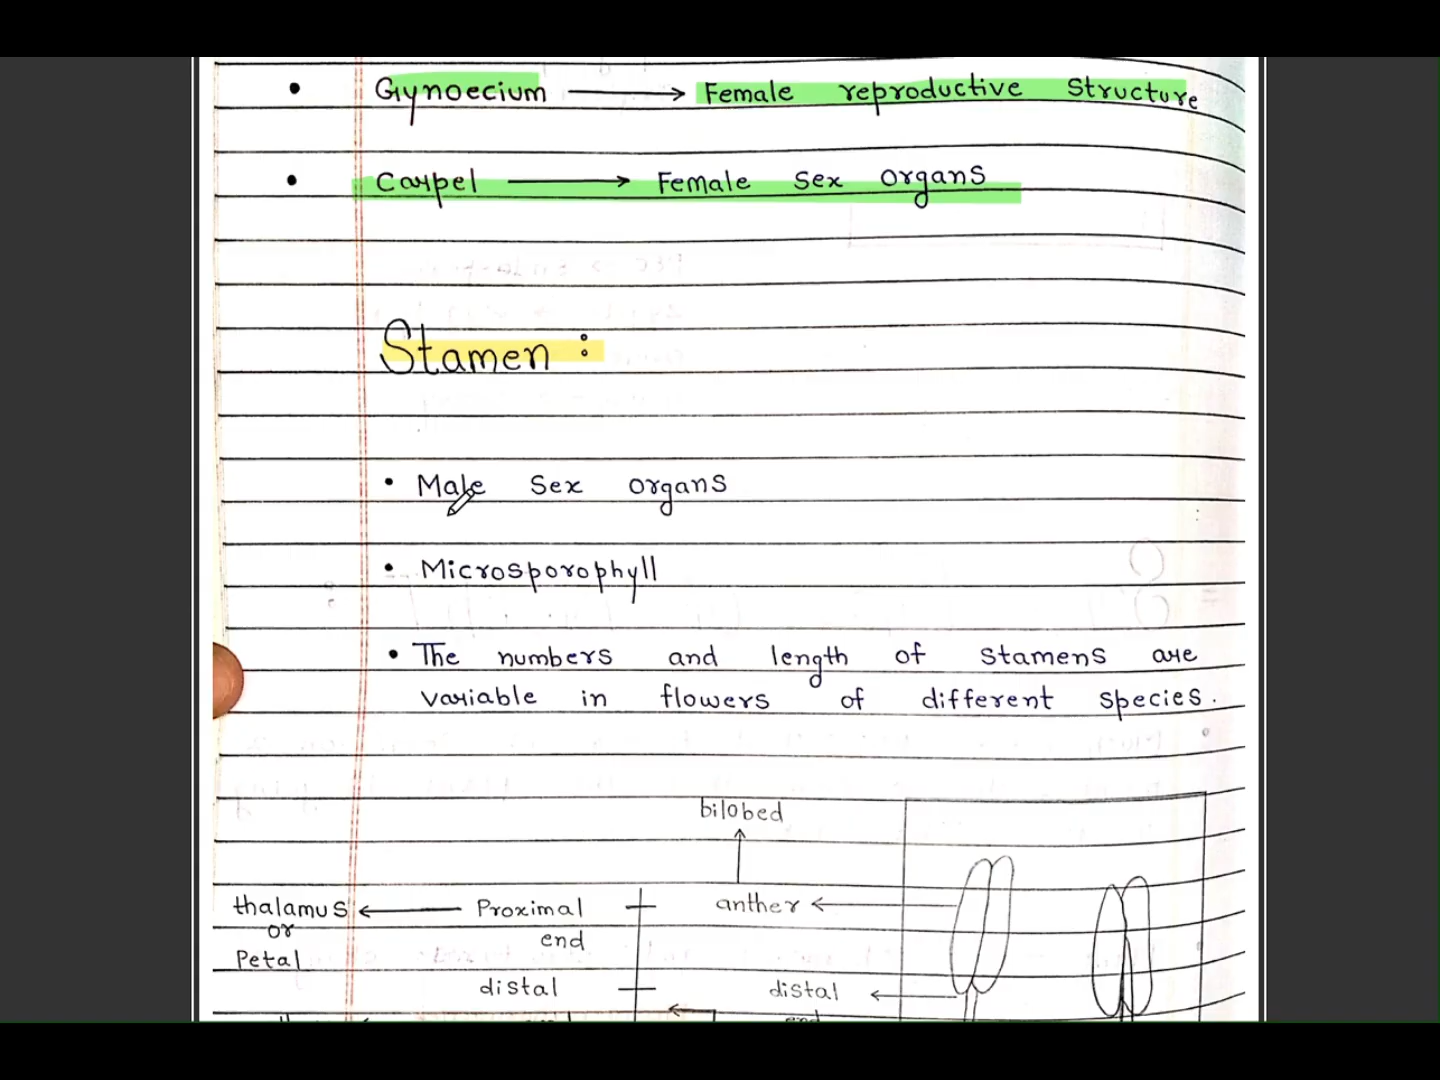 • Gynoecium → Female reproductive Structure
• Carpel → Female sex organs
Stamen :
• Male sex organs
• Microsporophyll
• The numbers and length of stamens are
variable in flowers of different species.
bilobed
thalamus ← Proximal anther ←
or end
Petal
distal distal ←
end